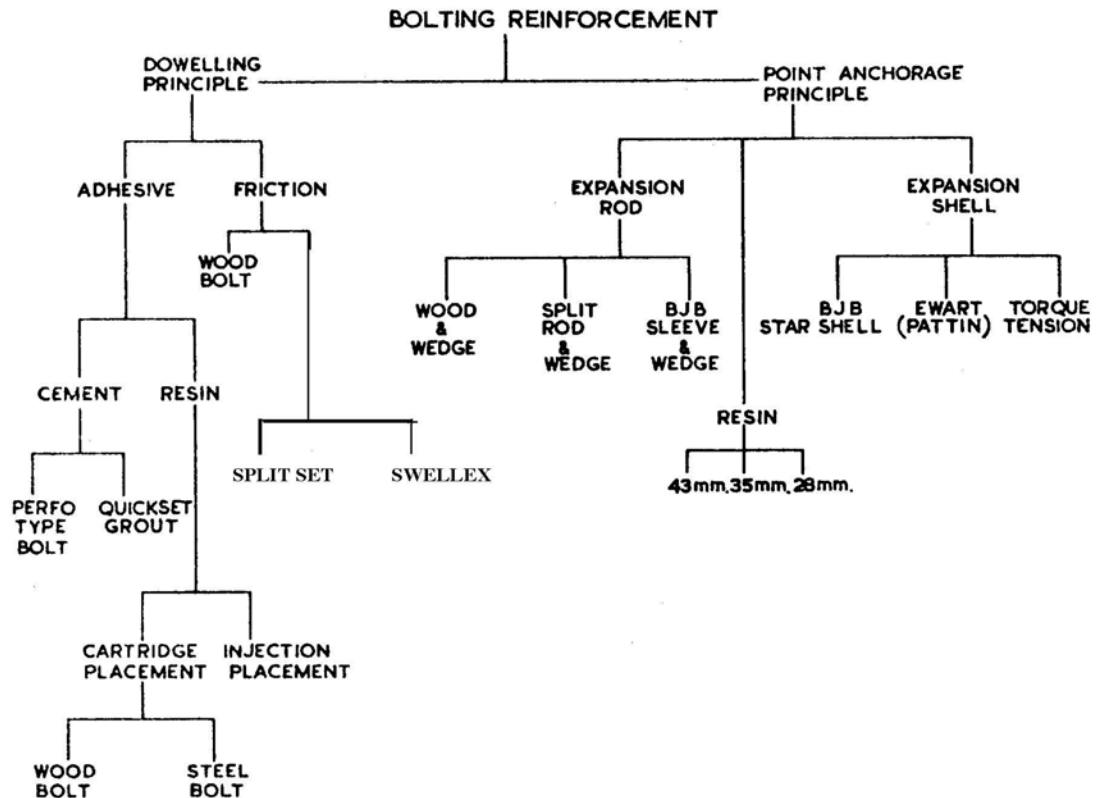 BOLTING REINFORCEMENT
DOWELLING
PRINCIPLE
POINT ANCHORAGE
PRINCIPLE
ADHESIVE
FRICTION
EXPANSION
ROD
EXPANSION
SHELL
WOOD
BOLT
WOOD
&
WEDGE
SPLIT
ROD
&
WEDGE
BJB
SLEEVE
&
WEDGE
BJB
STAR SHELL
EWART
(PATTIN)
TORQUE
TENSION
CEMENT
RESIN
RESIN
SPLIT SET
SWELLEX
43mm. 35mm. 28mm.
PERFO
TYPE
BOLT
QUICKSET
GROUT
CARTRIDGE
PLACEMENT
INJECTION
PLACEMENT
WOOD
BOLT
STEEL
BOLT